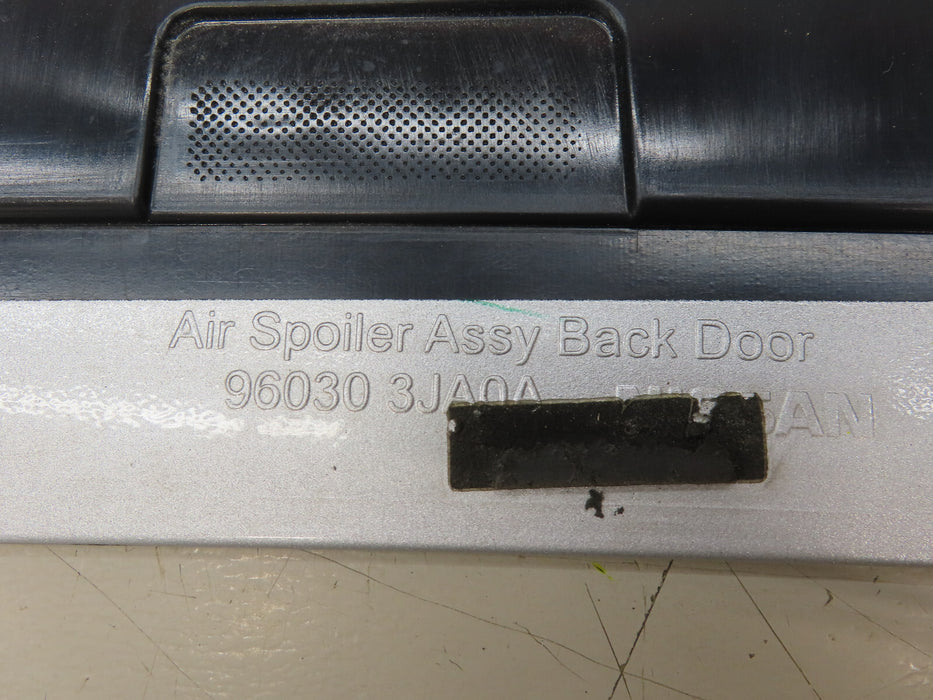 Air Spoiler Assy Back Door
96030 3JA0A